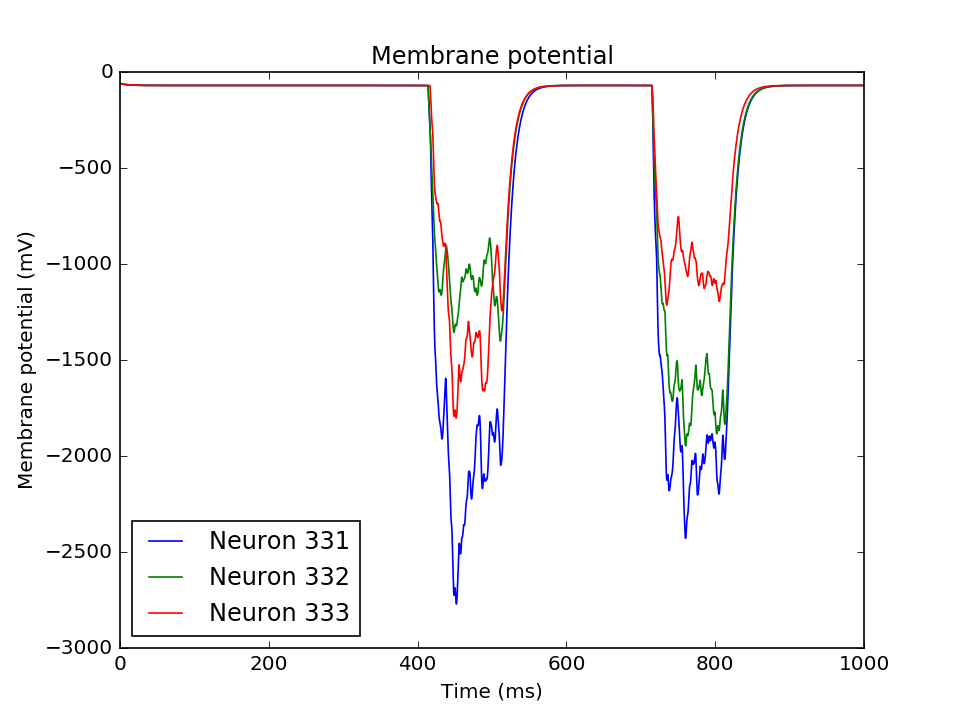 Membrane potential
0
−500
−1000
−1500
−2000
−2500
−3000
Membrane potential (mV)
Neuron 331
Neuron 332
Neuron 333
0 200 400 600 800 1000
Time (ms)